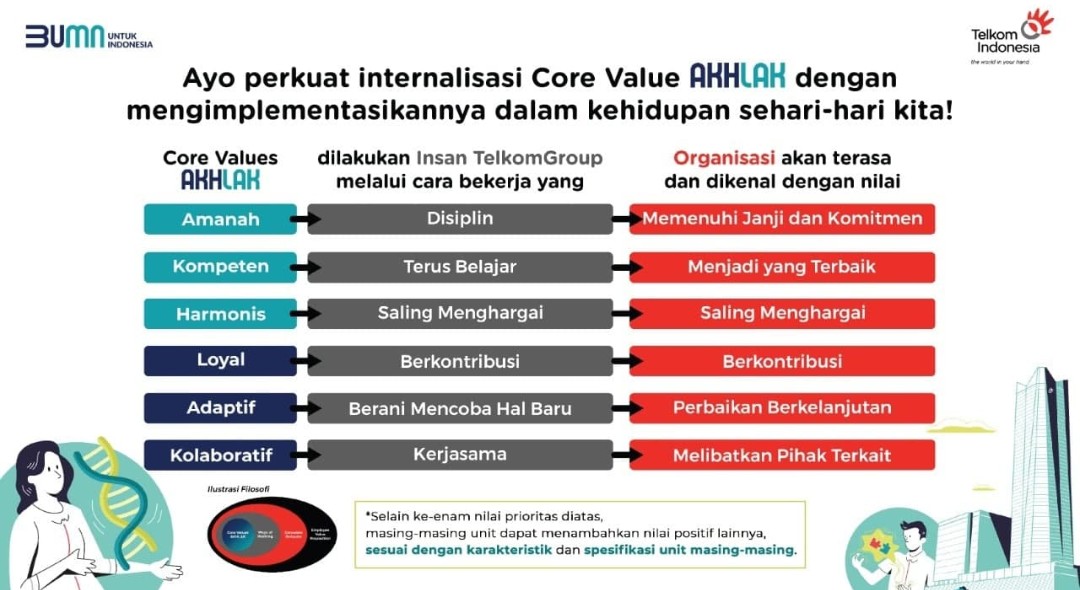 BUMN UNTUK
INDONESIA
Telkom
Indonesia
the world in your hand
Ayo perkuat internalisasi Core Value AKHLAK dengan
mengimplementasikannya dalam kehidupan sehari-hari kita!
Core Values
AKHLAK
dilakukan Insan TelkomGroup
melalui cara bekerja yang
Organisasi akan terasa
dan dikenal dengan nilai
Amanah Disiplin Memenuhi Janji dan Komitmen
Kompeten Terus Belajar Menjadi yang Terbaik
Harmonis Saling Menghargai Saling Menghargai
Loyal Berkontribusi Berkontribusi
Adaptif Berani Mencoba Hal Baru Perbaikan Berkelanjutan
Kolaboratif Kerjasama Melibatkan Pihak Terkait
Ilustrasi Filosofi
Core Values
Ways of
Working
Employee
Value
*Selain ke-enam nilai prioritas diatas,
masing-masing unit dapat menambahkan nilai positif lainnya,
sesuai dengan karakteristik dan spesifikasi unit masing-masing.